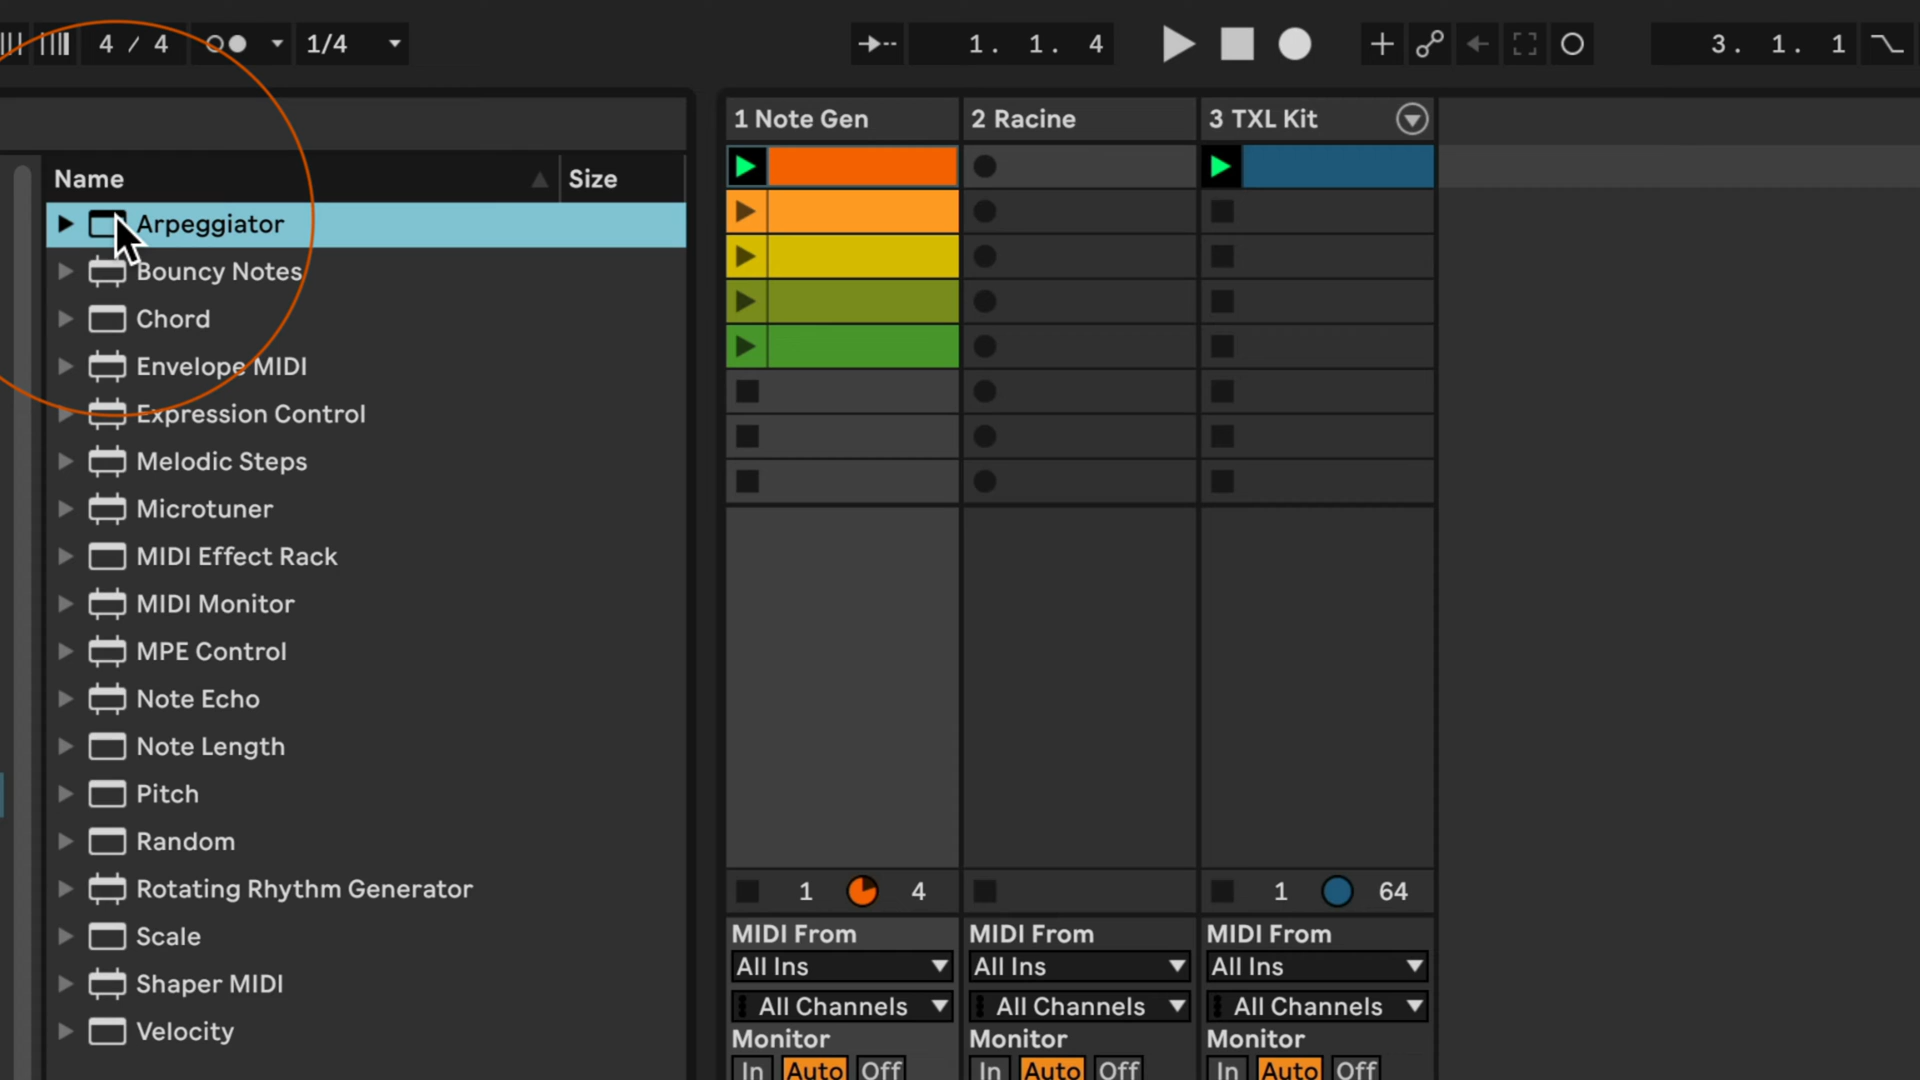 4 / 4
1/4
1. 1. 4
3. 1. 1
Name
Size
Arpeggiator
Bouncy Notes
Chord
Envelope MIDI
Expression Control
Melodic Steps
Microtuner
MIDI Effect Rack
MIDI Monitor
MPE Control
Note Echo
Note Length
Pitch
Random
Rotating Rhythm Generator
Scale
Shaper MIDI
Velocity
1 Note Gen
2 Racine
3 TXL Kit
1 4
1 64
MIDI From
MIDI From
MIDI From
All Ins
All Ins
All Ins
All Channels
All Channels
All Channels
Monitor
Monitor
Monitor
In Auto Off
In Auto Off
In Auto Off